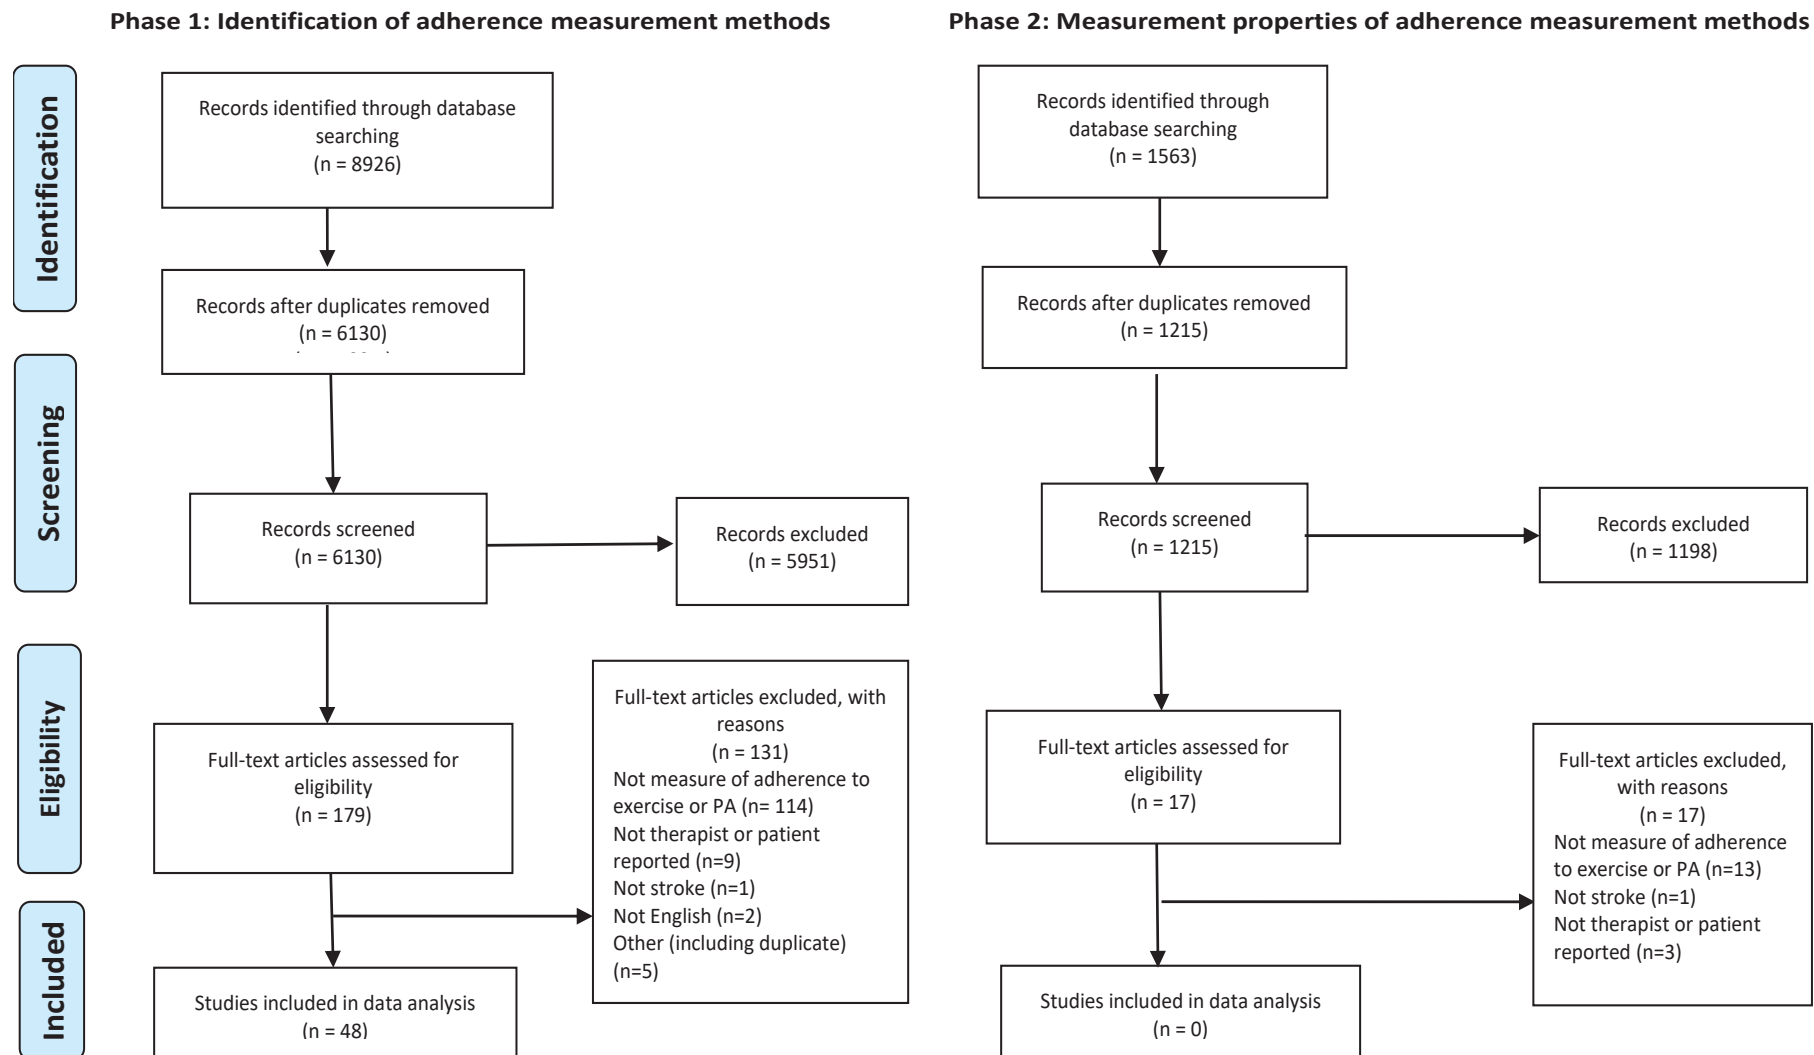 Phase 1: Identification of adherence measurement methods
Phase 2: Measurement properties of adherence measurement methods
Identification
Records identified through database
searching
(n = 8926)
Records after duplicates removed
(n = 6130)
Screening
Records screened
(n = 6130)
Records excluded
(n = 5951)
Eligibility
Full-text articles assessed for
eligibility
(n = 179)
Full-text articles excluded, with
reasons
(n = 131)
Not measure of adherence to
exercise or PA (n= 114)
Not therapist or patient
reported (n=9)
Not stroke (n=1)
Not English (n=2)
Other (including duplicate)
(n=5)
Included
Studies included in data analysis
(n = 48)
Records identified through
database searching
(n = 1563)
Records after duplicates removed
(n = 1215)
Records screened
(n = 1215)
Records excluded
(n = 1198)
Full-text articles assessed for
eligibility
(n = 17)
Full-text articles excluded,
with reasons
(n = 17)
Not measure of adherence
to exercise or PA (n=13)
Not stroke (n=1)
Not therapist or patient
reported (n=3)
Studies included in data analysis
(n = 0)